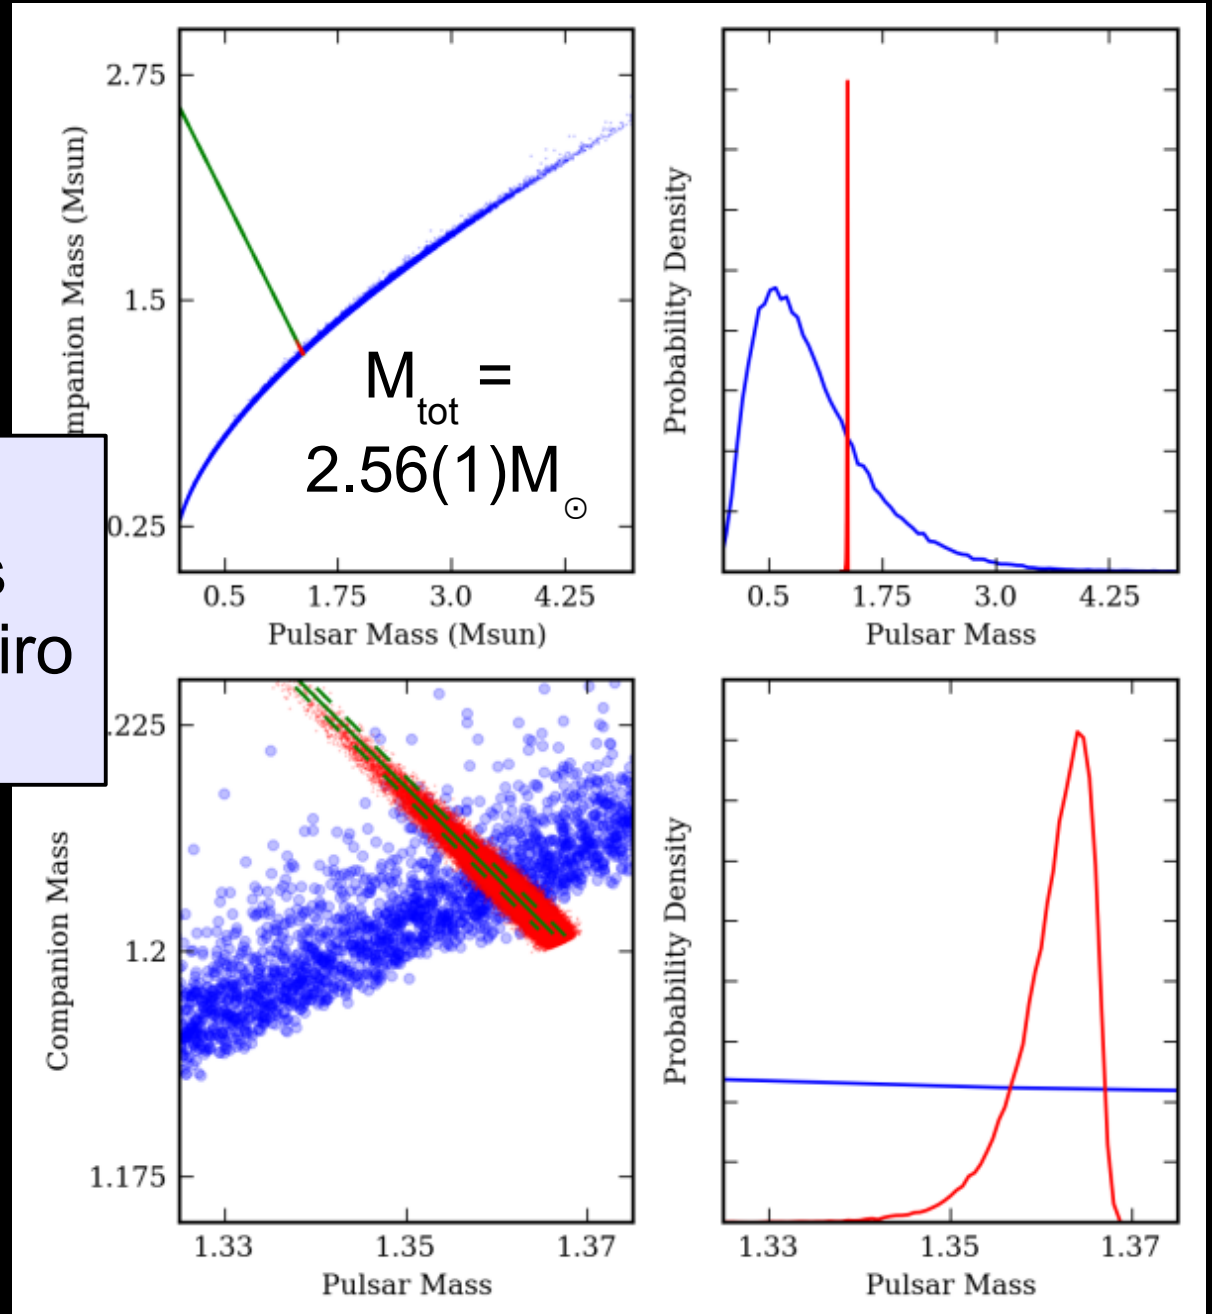 2.75
1.5
0.25
mpanion Mass (Msun)
M_tot =
2.56(1)M_☉
0.5 1.75 3.0 4.25
Pulsar Mass (Msun)
Probability Density
0.5 1.75 3.0 4.25
Pulsar Mass
s
iro
.225
1.2
1.175
Companion Mass
1.33 1.35 1.37
Pulsar Mass
Probability Density
1.33 1.35 1.37
Pulsar Mass